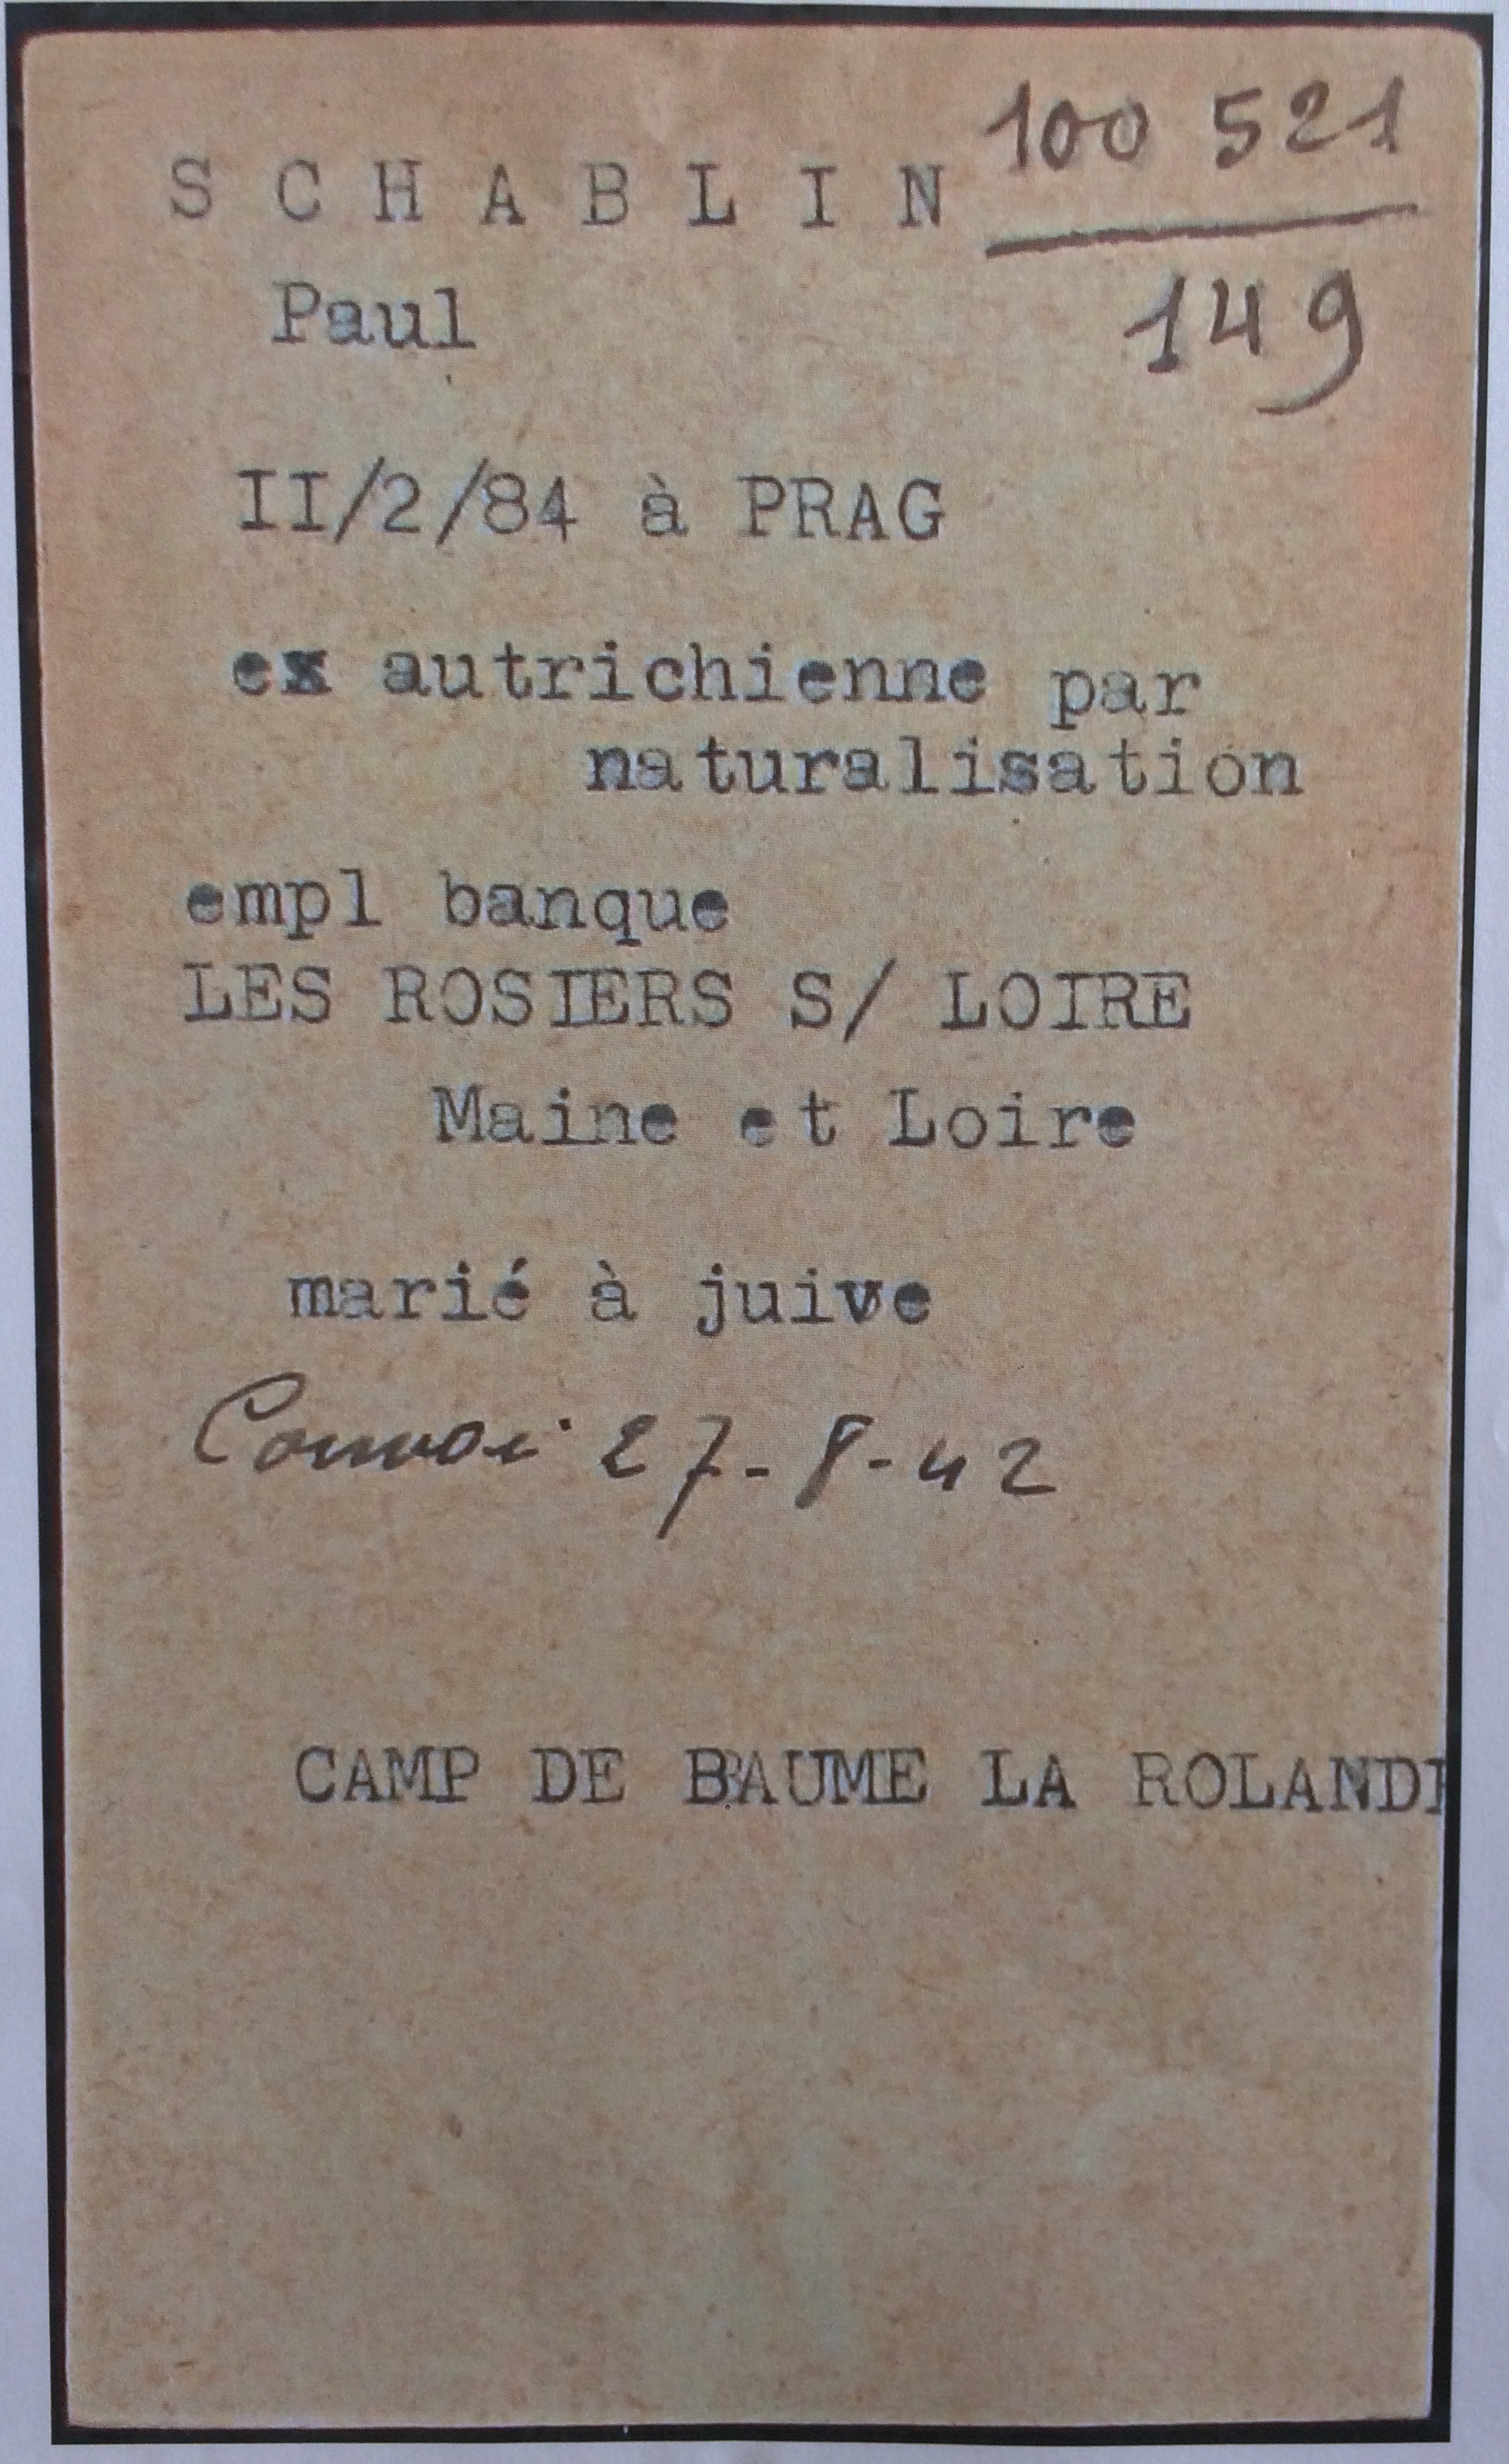 100 521
SCHABLIN
149
Paul
II/2/84 à PRAG
ex autrichienne par
naturalisation
empl banque
LES ROSIERS S/ LOIRE
Maine et Loire
marié à juive
Convoi 27-8-42
CAMP DE BAUME LA ROLANDE